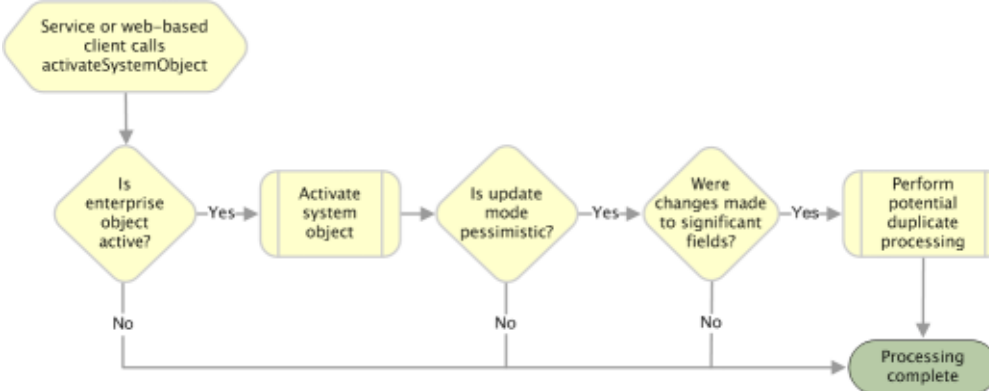 Service or web-based
client calls
activateSystemObject
Is
enterprise
object
active?
Yes
Activate
system
object
Is update
mode
pessimistic?
Yes
Were
changes made
to significant
fields?
Yes
Perform
potential
duplicate
processing
No
No
No
Processing
complete